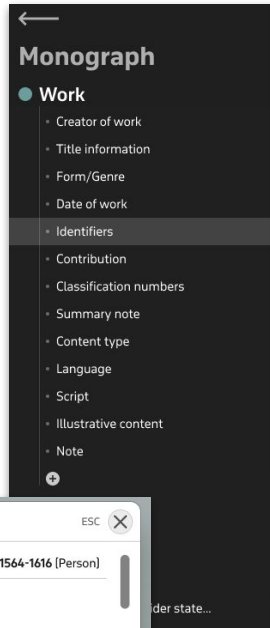 Monograph
Work
Creator of work
Title information
Form/Genre
Date of work
Identifiers
Contribution
Classification numbers
Summary note
Content type
Language
Script
Illustrative content
Note
ESC
1564-1616 [Person]
ider state...